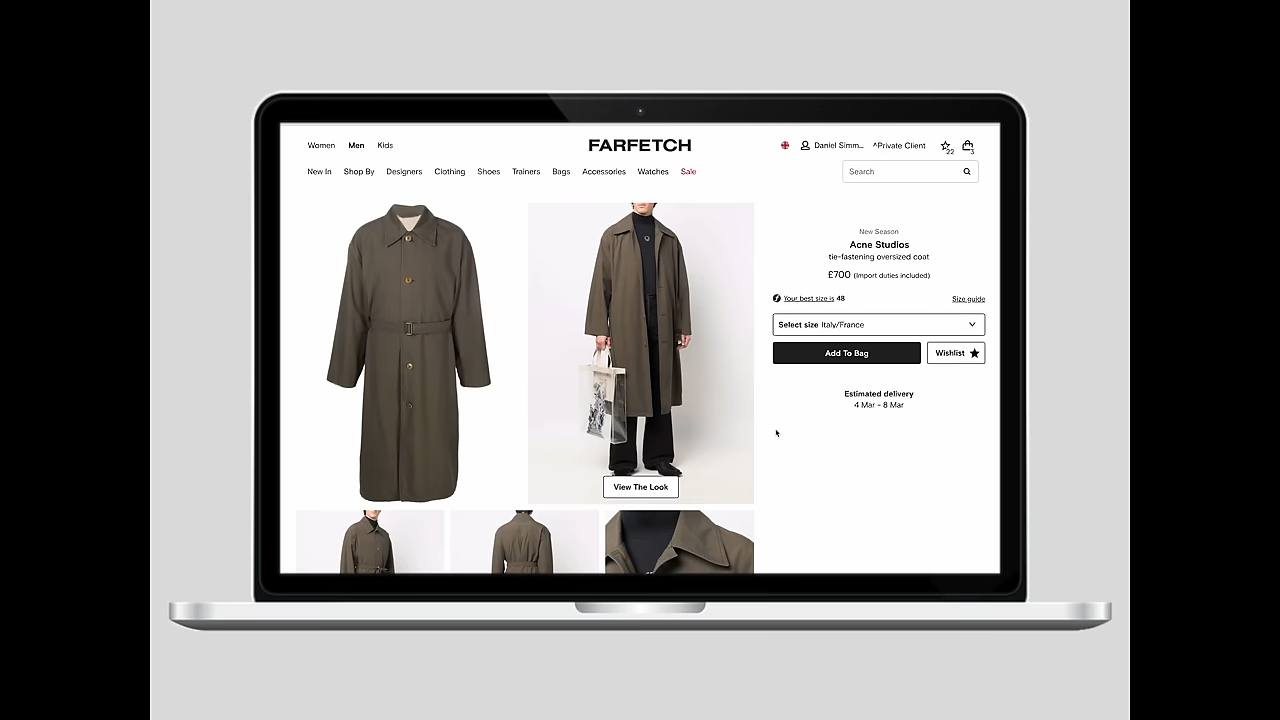 Women Men Kids
FARFETCH
Daniel Simm... ^Private Client 22 3
New In Shop By Designers Clothing Shoes Trainers Bags Accessories Watches Sale
Search
New Season
Acne Studios
tie-fastening oversized coat
£700 (Import duties included)
Your best size is 48 Size guide
Select size Italy/France
Add To Bag Wishlist
Estimated delivery
4 Mar - 8 Mar
View The Look